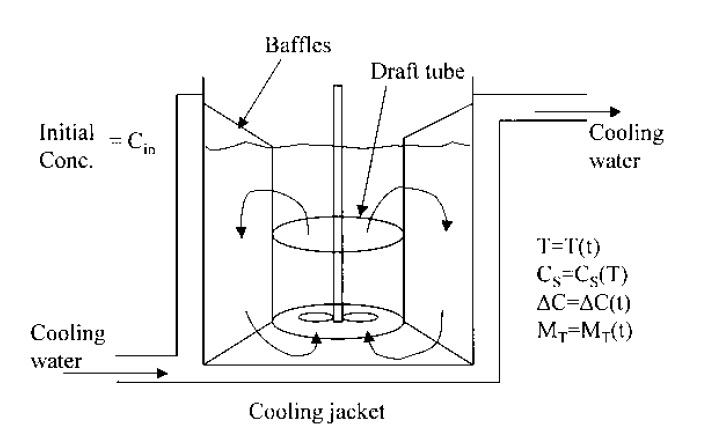 Baffles
Draft tube
Initial
Conc.
= C_in
Cooling
water
T=T(t)
C_S=C_S(T)
ΔC=ΔC(t)
M_T=M_T(t)
Cooling
water
Cooling jacket